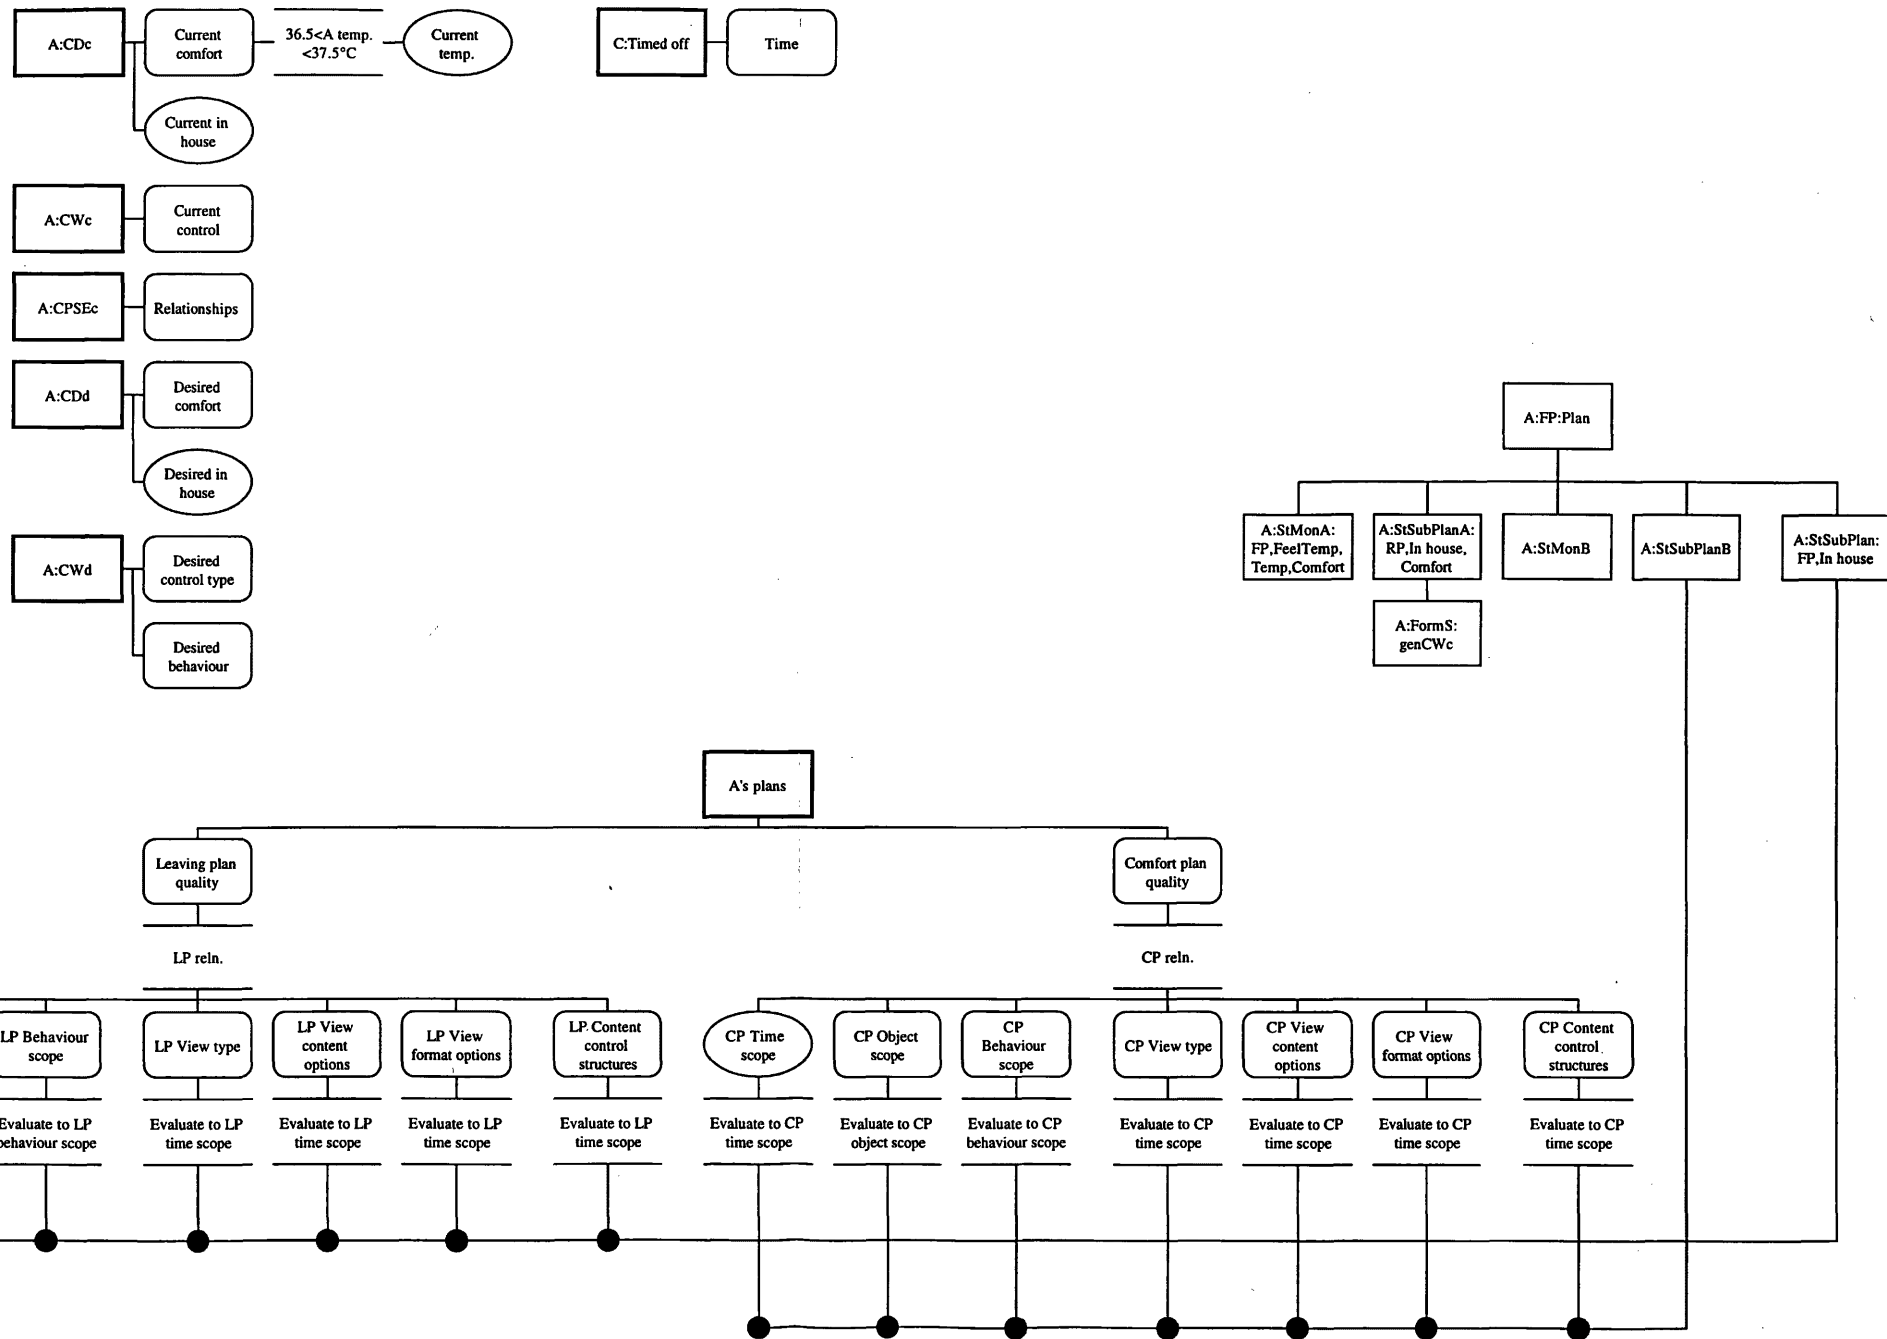 A:CDc
Current
comfort
36.5<A temp.
<37.5°C
Current
temp.
C:Timed off
Time
Current in
house
A:CWc
Current
control
A:CPSEc
Relationships
A:CDd
Desired
comfort
Desired in
house
A:CWd
Desired
control type
Desired
behaviour
A:FP:Plan
A:StMonA:
FP,FeelTemp,
Temp,Comfort
A:StSubPlanA:
RP,In house,
Comfort
A:StMonB
A:StSubPlanB
A:StSubPlan:
FP,In house
A:FormS:
genCWc
A's plans
Leaving plan
quality
Comfort plan
quality
LP reln.
CP reln.
LP Behaviour
scope
LP View type
LP View
content
options
LP View
format options
LP Content
control
structures
CP Time
scope
CP Object
scope
CP
Behaviour
scope
CP View type
CP View
content
options
CP View
format options
CP Content
control
structures
Evaluate to LP
behaviour scope
Evaluate to LP
time scope
Evaluate to LP
time scope
Evaluate to LP
time scope
Evaluate to LP
time scope
Evaluate to CP
time scope
Evaluate to CP
object scope
Evaluate to CP
behaviour scope
Evaluate to CP
time scope
Evaluate to CP
time scope
Evaluate to CP
time scope
Evaluate to CP
time scope